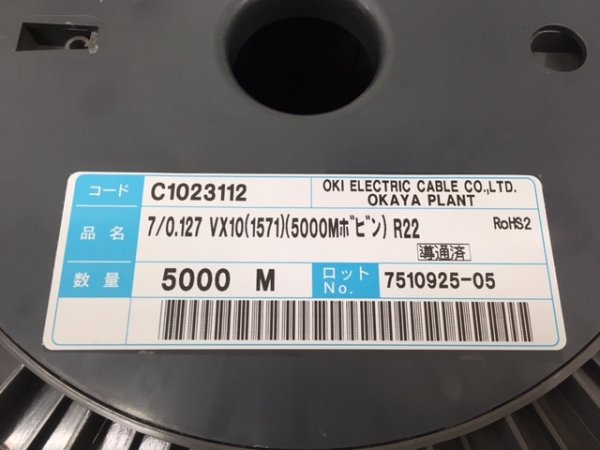 コード C1023112 OKI ELECTRIC CABLE CO.,LTD.
OKAYA PLANT
品名 7/0.127 VX10(1571)(5000Mﾎﾞﾋﾞﾝ) R22 RoHS2
導通済
数量 5000 M ロット No. 7510925-05